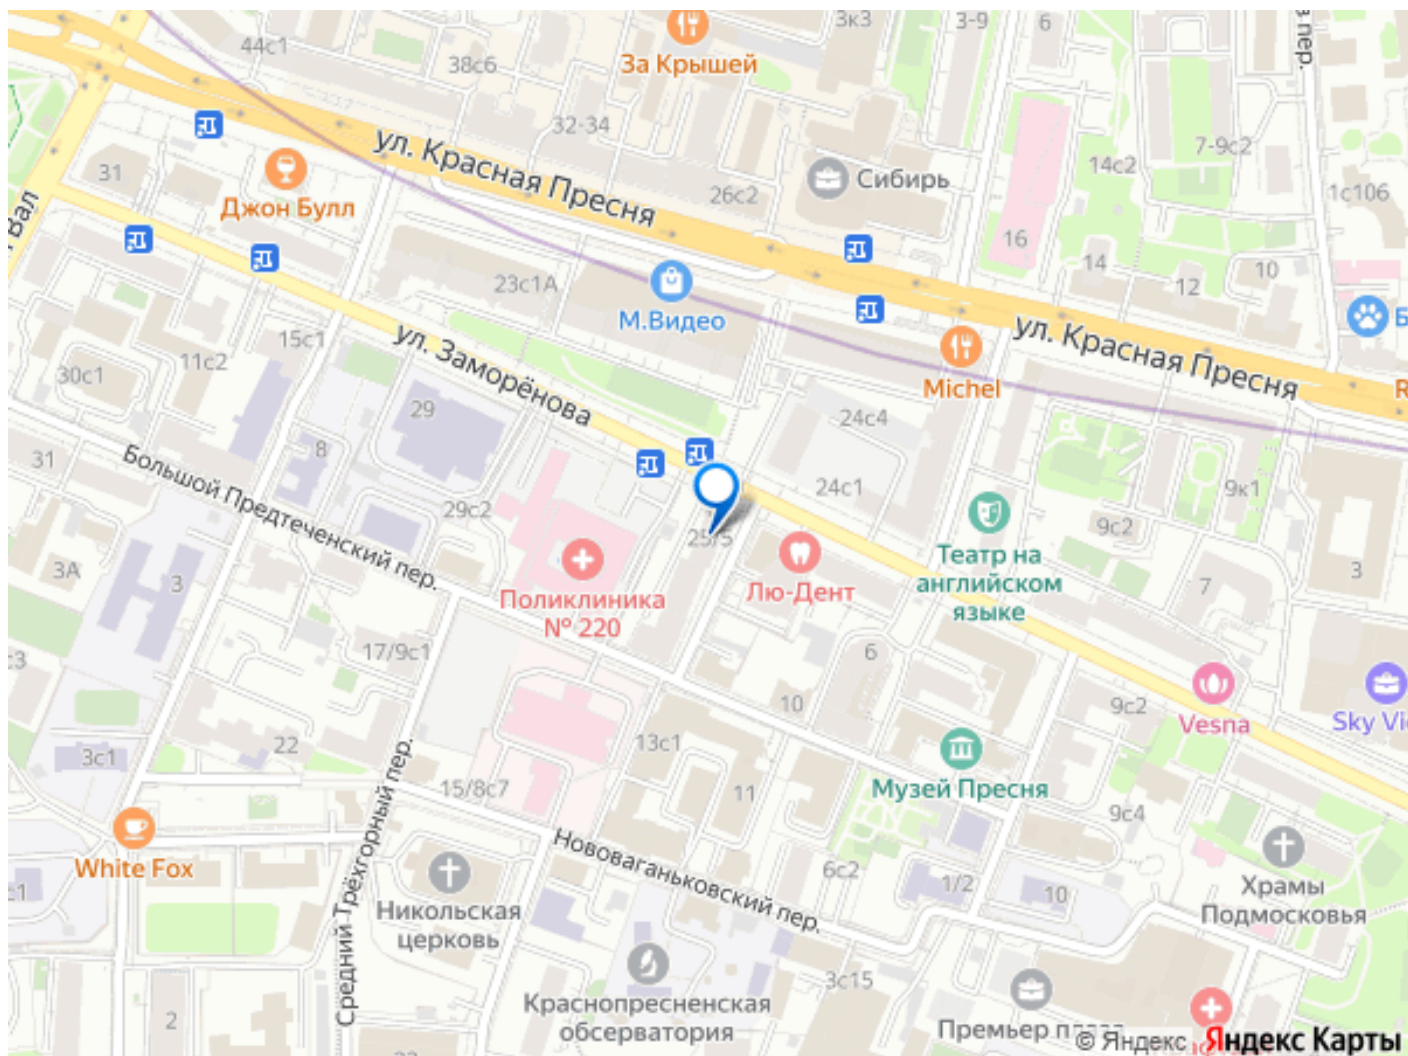 3к3
3-9
6
в пер.
44с1
За Крышей
38с6
32-34
ул. Красная Пресня
7-9с2
14с2
31
Джон Булл
26с2
Сибирь
1с106
Вал
16
14
10
12
23с1А
М.Видео
ул. Красная Пресня
15с1
ул. Заморёнова
11с2
30с1
Michel
29
24с4
8
31
Большой Предтеченский пер.
24с1
9к1
29с2
9с2
25/5
Театр на
английском
языке
3А
3
Лю-Дент
7
3
Поликлиника
№ 220
17/9с1
6
с3
Vesna
Sky Vi
10
9с2
22
13с1
3с1
Музей Пресня
15/8с7
11
9с4
Средний Трёхгорный пер.
White Fox
Нововаганьковский пер.
6с2
1/2
10
Храмы
Подмосковья
Никольская
церковь
3с15
Краснопресненская
обсерватория
2
Премьер
© Яндекс Яндекс Карты